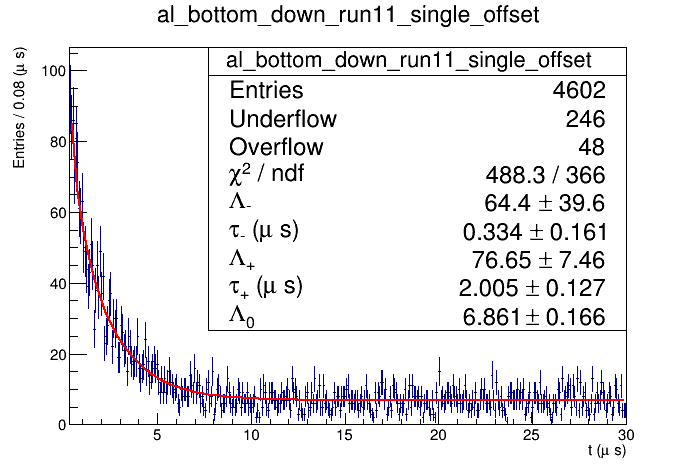 al_bottom_down_run11_single_offset
Entries / 0.08 (μ s)
al_bottom_down_run11_single_offset
Entries 4602
Underflow 246
Overflow 48
χ² / ndf 488.3 / 366
Λ₋ 64.4 ± 39.6
τ₋ (μ s) 0.334 ± 0.161
Λ₊ 76.65 ± 7.46
τ₊ (μ s) 2.005 ± 0.127
Λ₀ 6.861 ± 0.166
100
80
60
40
20
0
5 10 15 20 25 30
t (μ s)